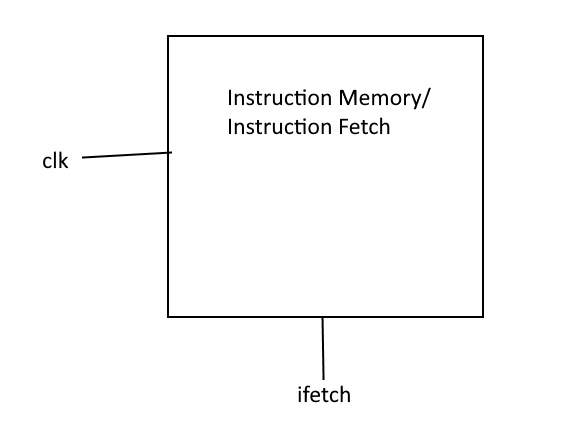 Instruction Memory/
Instruction Fetch
clk
ifetch